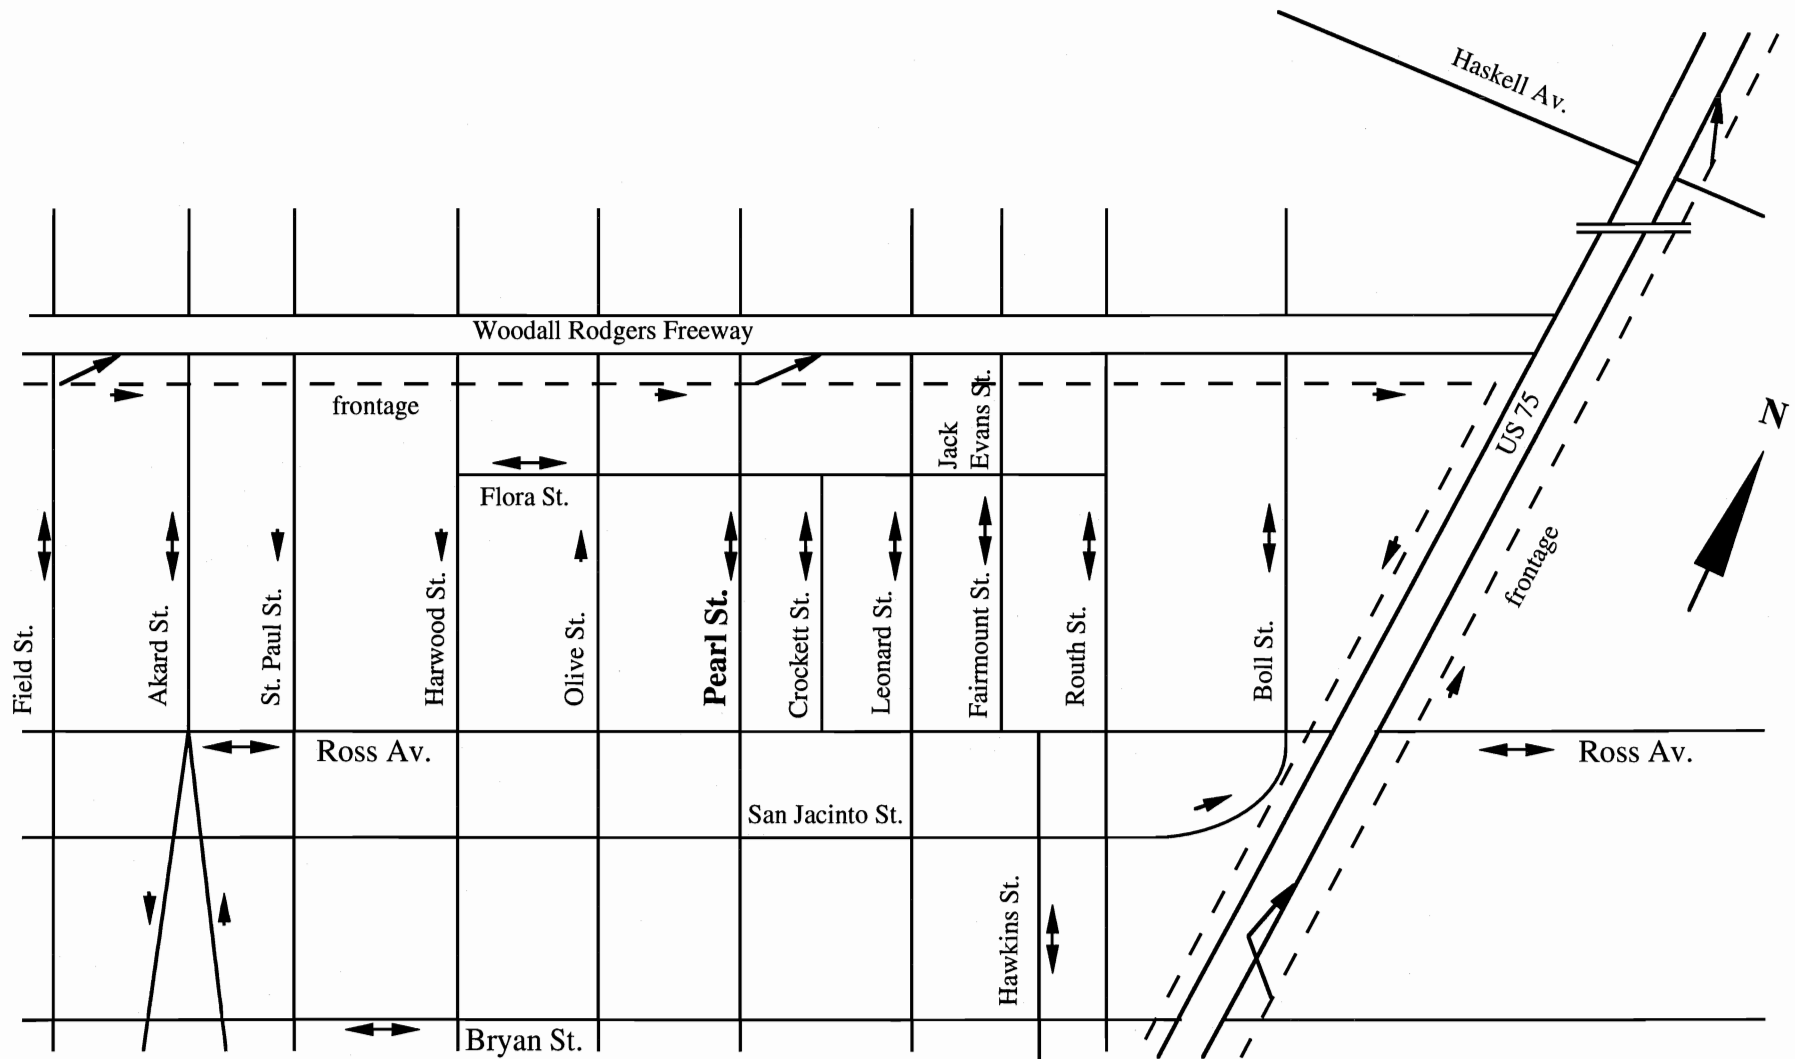 Haskell Av.
Woodall Rodgers Freeway
frontage
Jack
Evans St.
US 75
N
Flora St.
frontage
Field St.
Akard St.
St. Paul St.
Harwood St.
Olive St.
Pearl St.
Crockett St.
Leonard St.
Fairmount St.
Routh St.
Boll St.
Ross Av.
Ross Av.
San Jacinto St.
Hawkins St.
Bryan St.